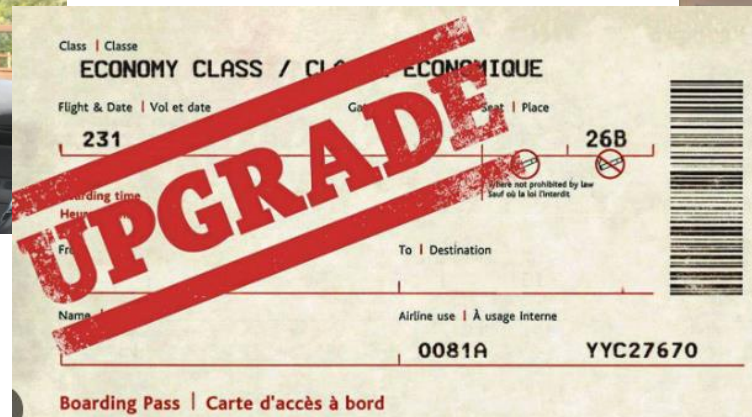 Class | Classe
ECONOMY CLASS / CL ECONOMIQUE
Flight & Date | Vol et date Seat | Place
231 26B
UPGRADE
where not prohibited by law
Sauf où la loi l'interdit
To | Destination
Name Airline use | À usage Interne
0081A YYC27670
Boarding Pass | Carte d'accès à bord